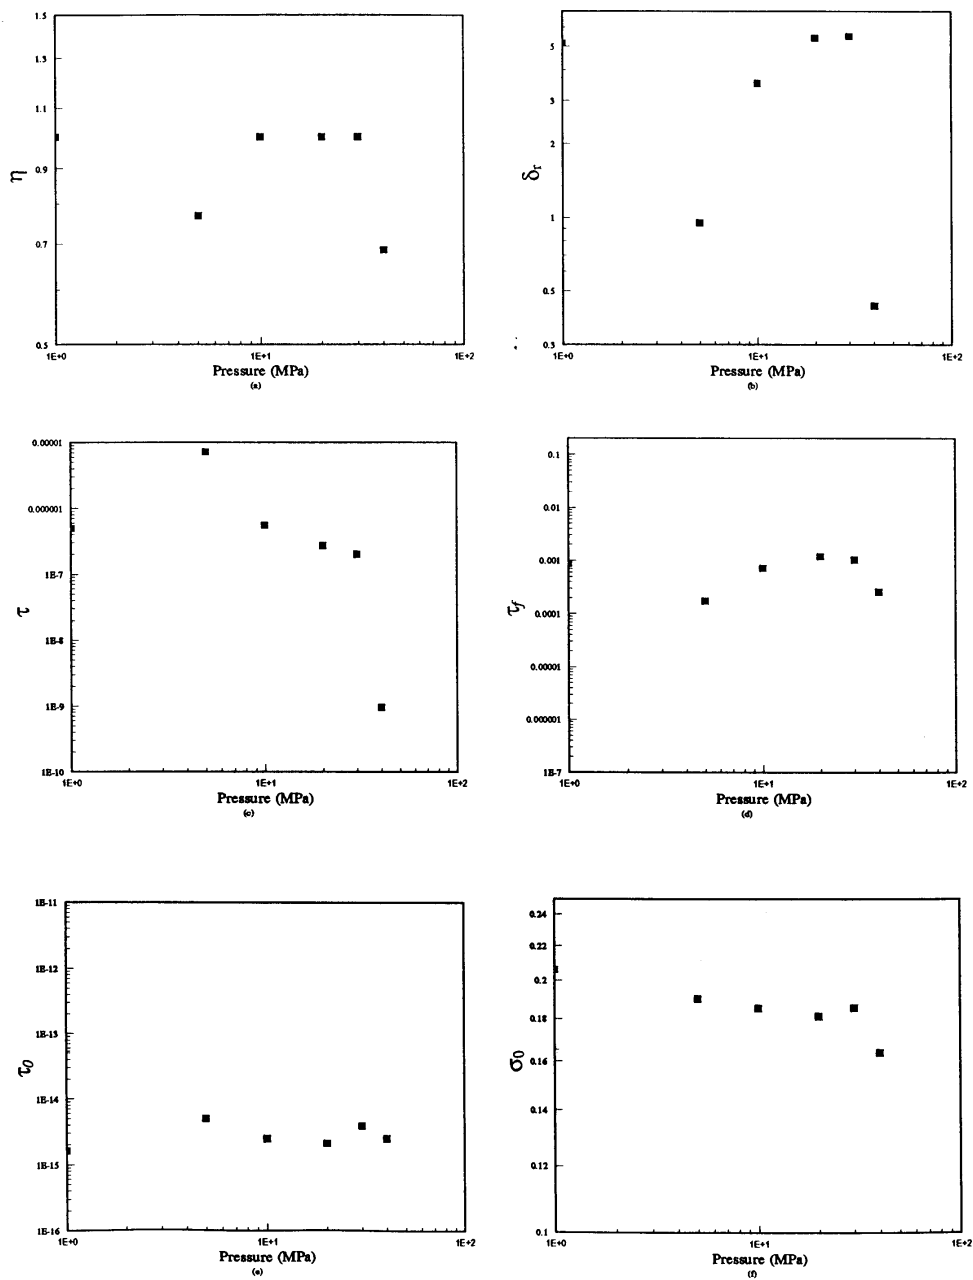 1.5
1.3
1.1
0.9
0.7
0.5
η
1E+0
1E+1
1E+2
Pressure (MPa)
(a)
5
3
2
1
0.5
0.3
δr
1E+0
1E+1
1E+2
Pressure (MPa)
(b)
0.00001
0.000001
1E-7
1E-8
1E-9
1E-10
τ
1E+0
1E+1
1E+2
Pressure (MPa)
(c)
0.1
0.01
0.001
0.0001
0.00001
0.000001
1E-7
τf
1E+0
1E+1
1E+2
Pressure (MPa)
(d)
1E-11
1E-12
1E-13
1E-14
1E-15
1E-16
τ0
1E+0
1E+1
1E+2
Pressure (MPa)
(e)
0.24
0.22
0.2
0.18
0.16
0.14
0.12
0.1
σ0
1E+0
1E+1
1E+2
Pressure (MPa)
(f)